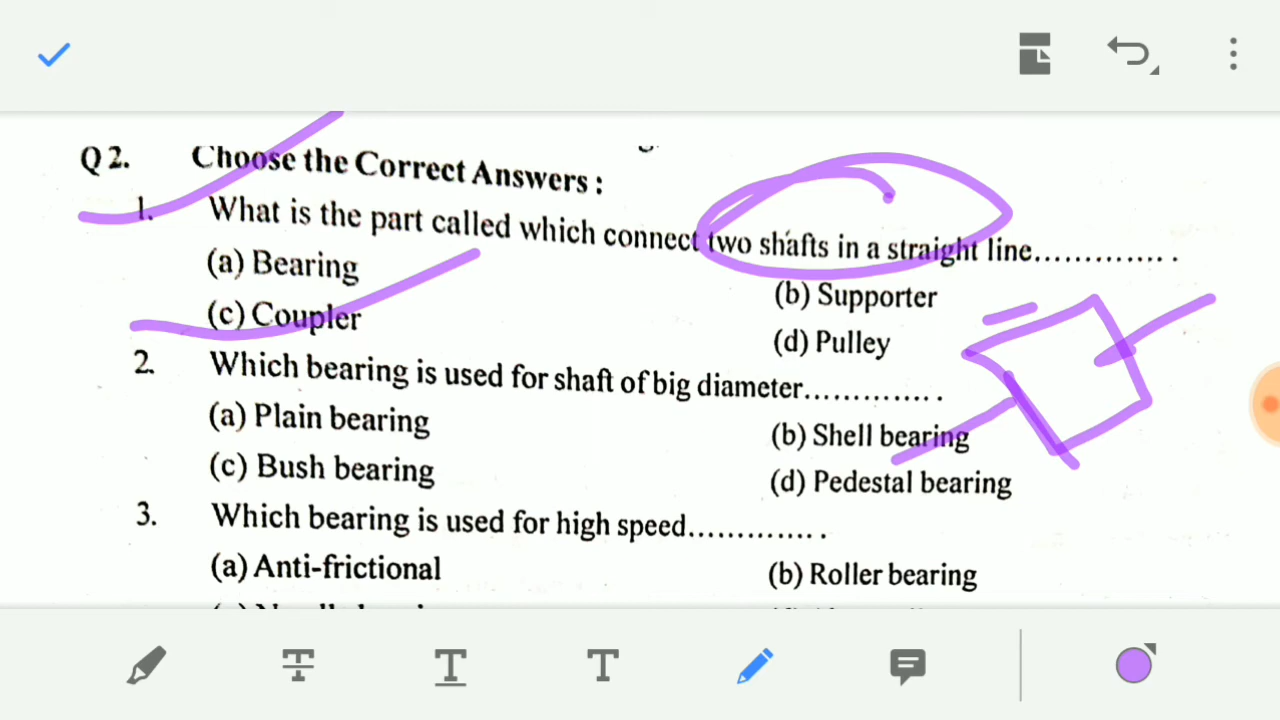 Q 2. Choose the Correct Answers :
1. What is the part called which connect two shafts in a straight line..............
(a) Bearing
(b) Supporter
(c) Coupler
(d) Pulley
2. Which bearing is used for shaft of big diameter..............
(a) Plain bearing
(b) Shell bearing
(c) Bush bearing
(d) Pedestal bearing
3. Which bearing is used for high speed..............
(a) Anti-frictional
(b) Roller bearing
T T T